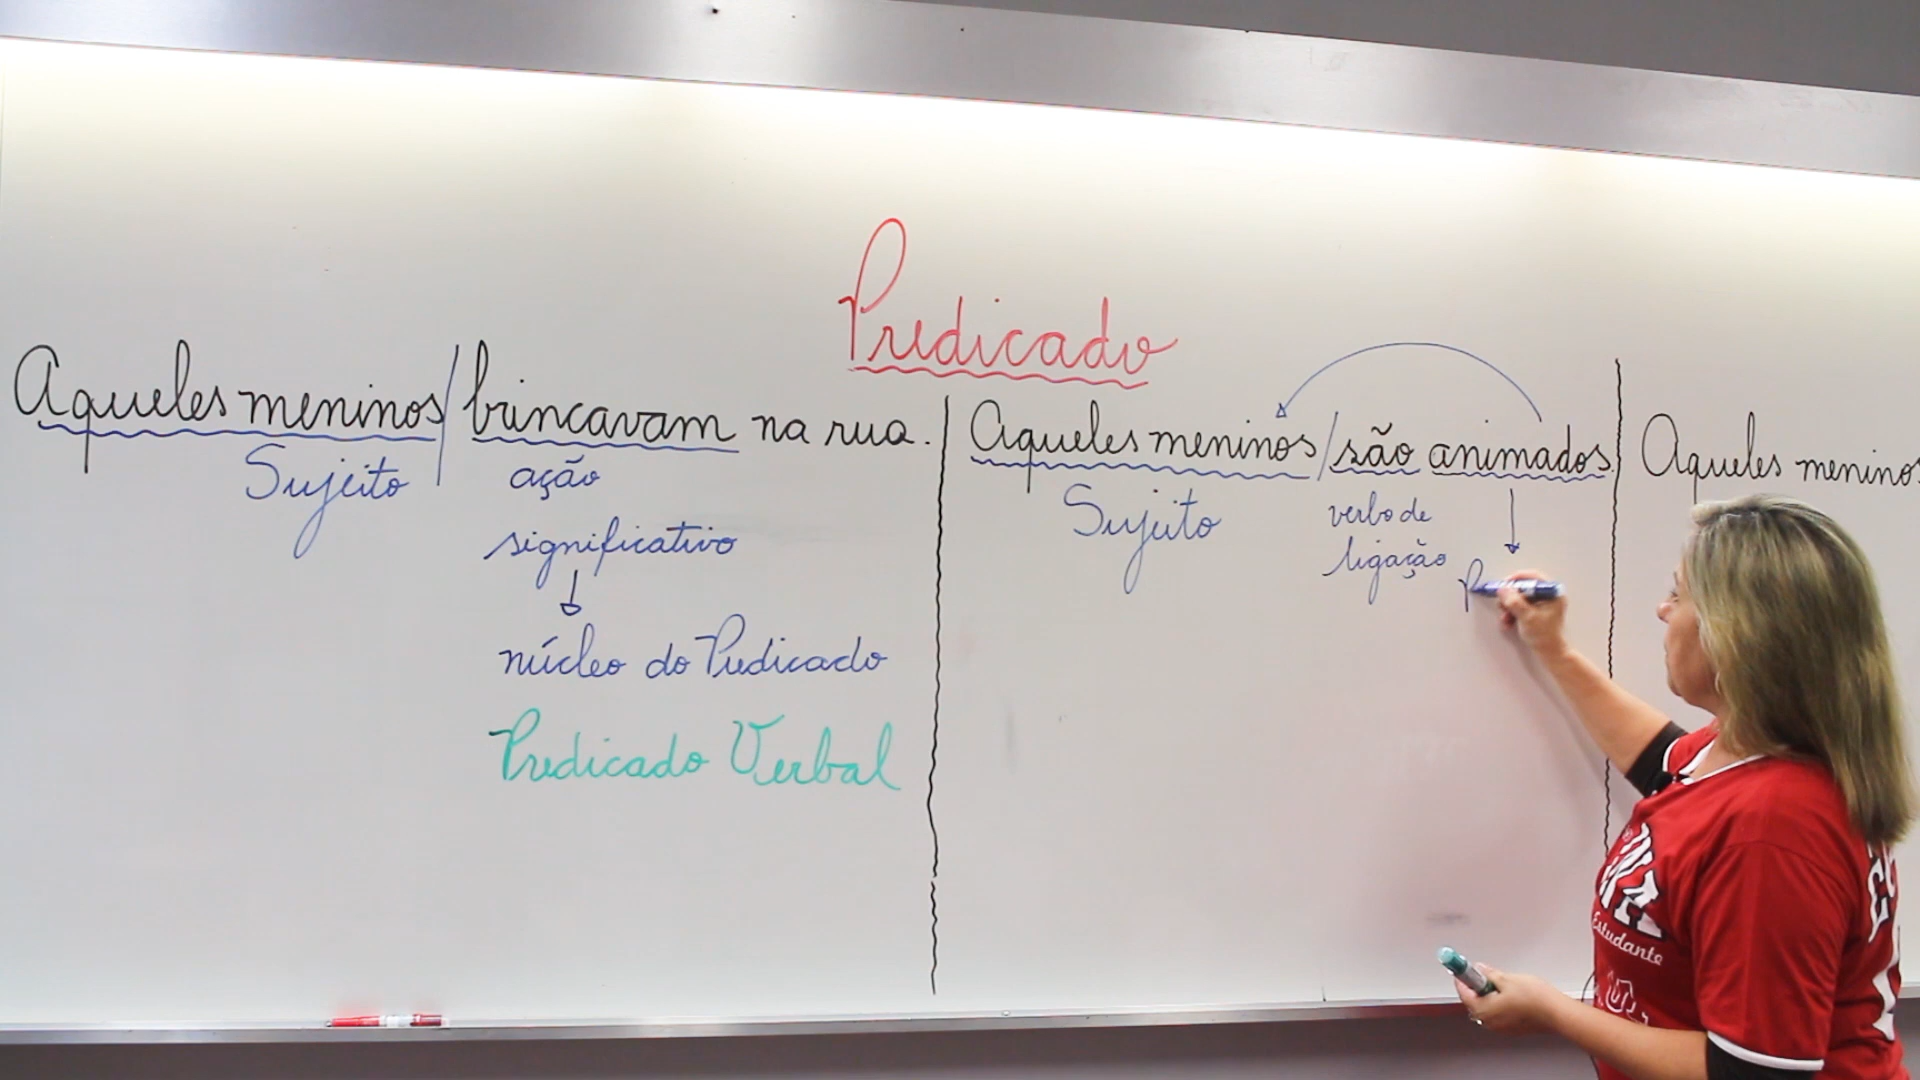 Predicado
Aqueles meninos / brincavam na rua.
Sujeito
ação
significativo
núcleo do Predicado
Predicado Verbal
Aqueles meninos / são animados.
Sujeito
verbo de
ligação
P
Aqueles meninos
Estudante